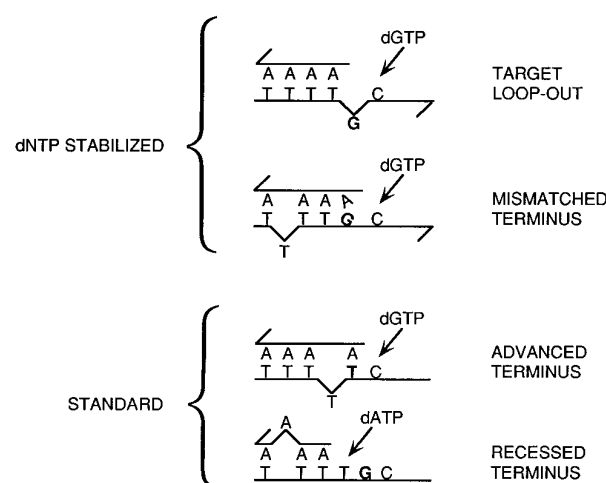 dGTP
A A A A
T T T T C
G
TARGET
LOOP-OUT
dNTP STABILIZED
dGTP
A A A A
T T T G C
T
MISMATCHED
TERMINUS
dGTP
A A A A
T T T T C
T
ADVANCED
TERMINUS
STANDARD
A
dATP
A A A
T T T T G C
RECESSED
TERMINUS